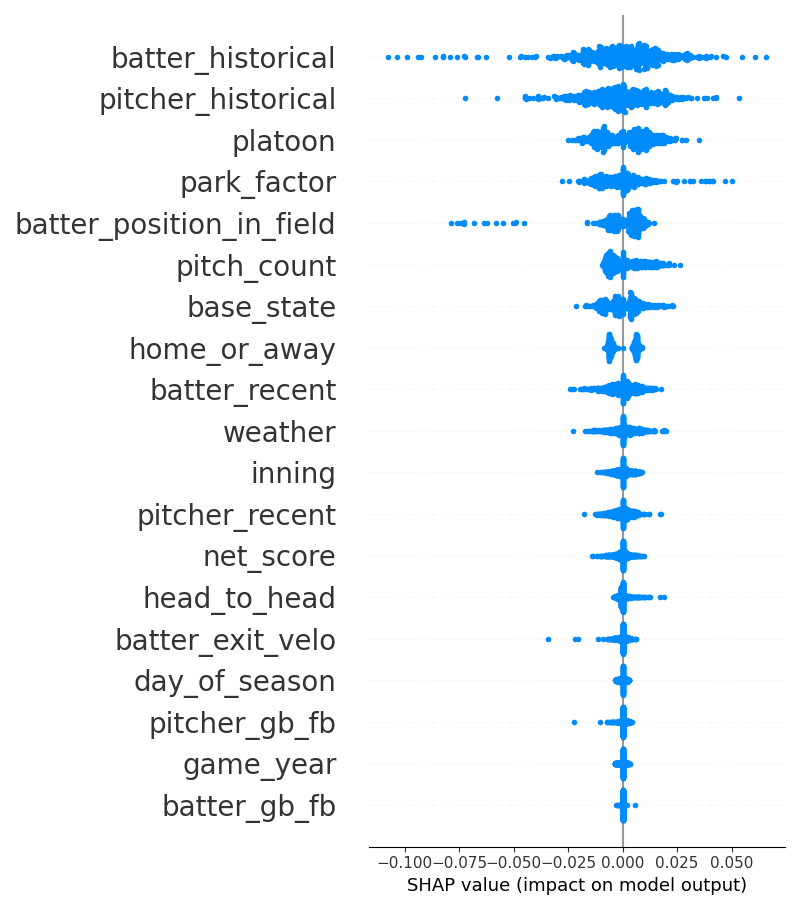 batter_historical
pitcher_historical
platoon
park_factor
batter_position_in_field
pitch_count
base_state
home_or_away
batter_recent
weather
inning
pitcher_recent
net_score
head_to_head
batter_exit_velo
day_of_season
pitcher_gb_fb
game_year
batter_gb_fb
−0.100 −0.075 −0.050 −0.025 0.000 0.025 0.050
SHAP value (impact on model output)